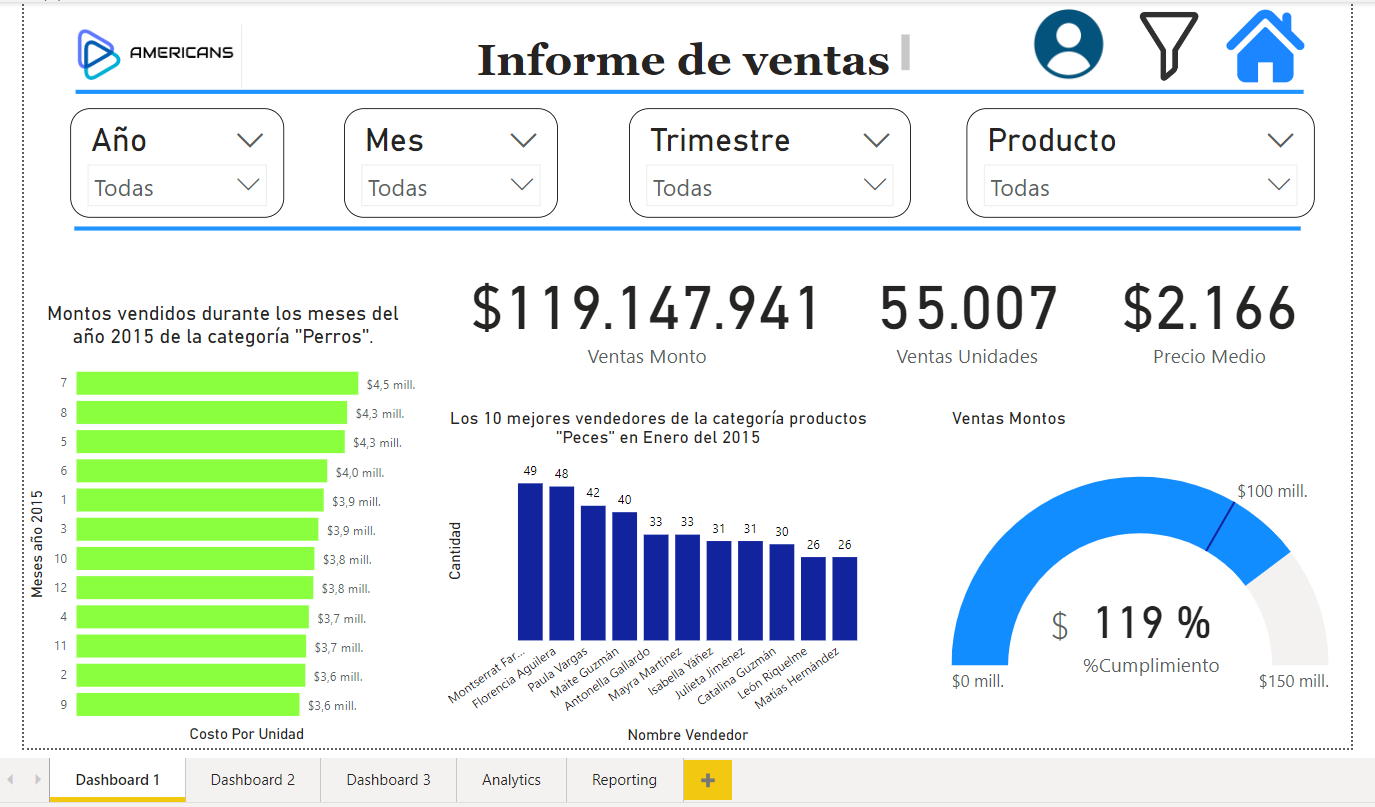 AMERICANS
Informe de ventas
Año
Todas
Mes
Todas
Trimestre
Todas
Producto
Todas
$119.147.941
Ventas Monto
55.007
Ventas Unidades
$2.166
Precio Medio
Montos vendidos durante los meses del
año 2015 de la categoría "Perros".
Meses año 2015
7 $4,5 mill.
8 $4,3 mill.
5 $4,3 mill.
6 $4,0 mill.
1 $3,9 mill.
3 $3,9 mill.
10 $3,8 mill.
12 $3,8 mill.
4 $3,7 mill.
11 $3,7 mill.
2 $3,6 mill.
9 $3,6 mill.
Costo Por Unidad
Los 10 mejores vendedores de la categoría productos
"Peces" en Enero del 2015
Cantidad
49 48 42 40 33 33 31 31 30 26 26
Montserrat Far...
Florencia Aguilera
Paula Vargas
Maite Guzmán
Antonella Gallardo
Mayra Martínez
Isabella Yáñez
Julieta Jiménez
Catalina Guzmán
León Riquelme
Matías Hernández
Nombre Vendedor
Ventas Montos
$100 mill.
$ 119 %
%Cumplimiento
$0 mill.
$150 mill.
Dashboard 1
Dashboard 2
Dashboard 3
Analytics
Reporting
+